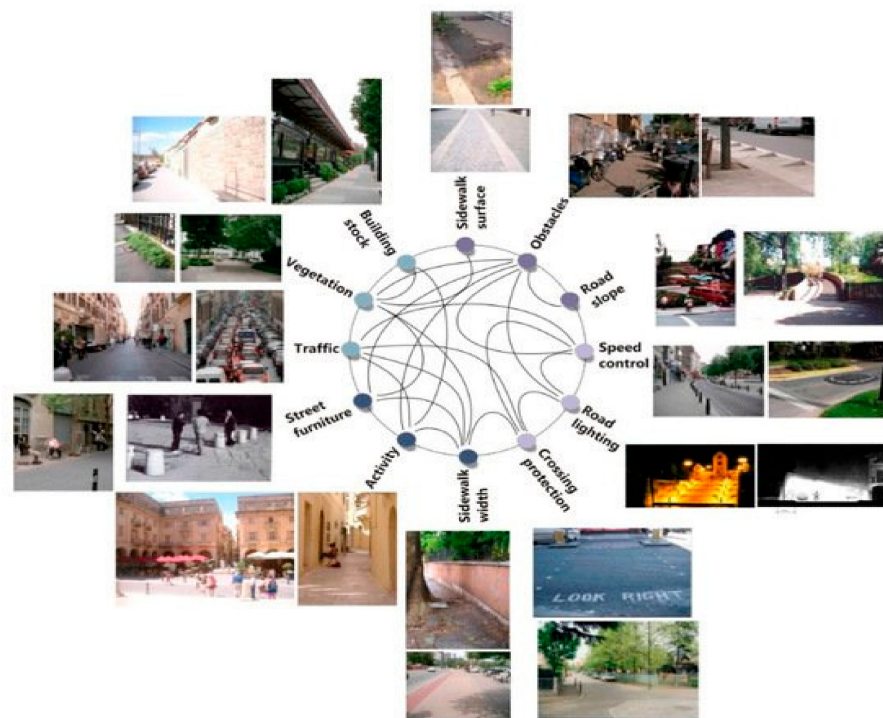 Sidewalk
surface
Obstacles
Road
slope
Speed
control
Road
lighting
Crossing
protection
Sidewalk
width
Activity
Street
furniture
Traffic
Vegetation
Building
stock
LOOK RIGHT